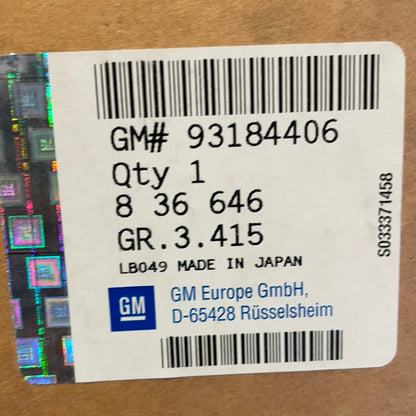 GM# 93184406
Qty 1
8 36 646
GR.3.415
LB049 MADE IN JAPAN
GM
GM Europe GmbH,
D-65428 Rüsselsheim
S033371458